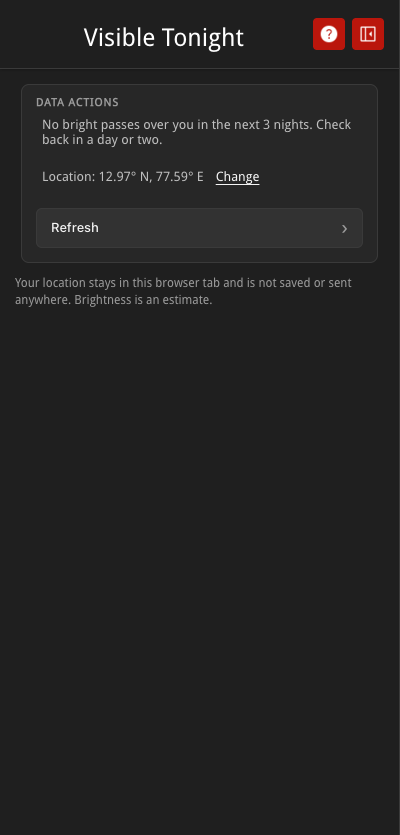 Visible Tonight
DATA ACTIONS
No bright passes over you in the next 3 nights. Check
back in a day or two.
Location: 12.97° N, 77.59° E Change
Refresh
Your location stays in this browser tab and is not saved or sent
anywhere. Brightness is an estimate.